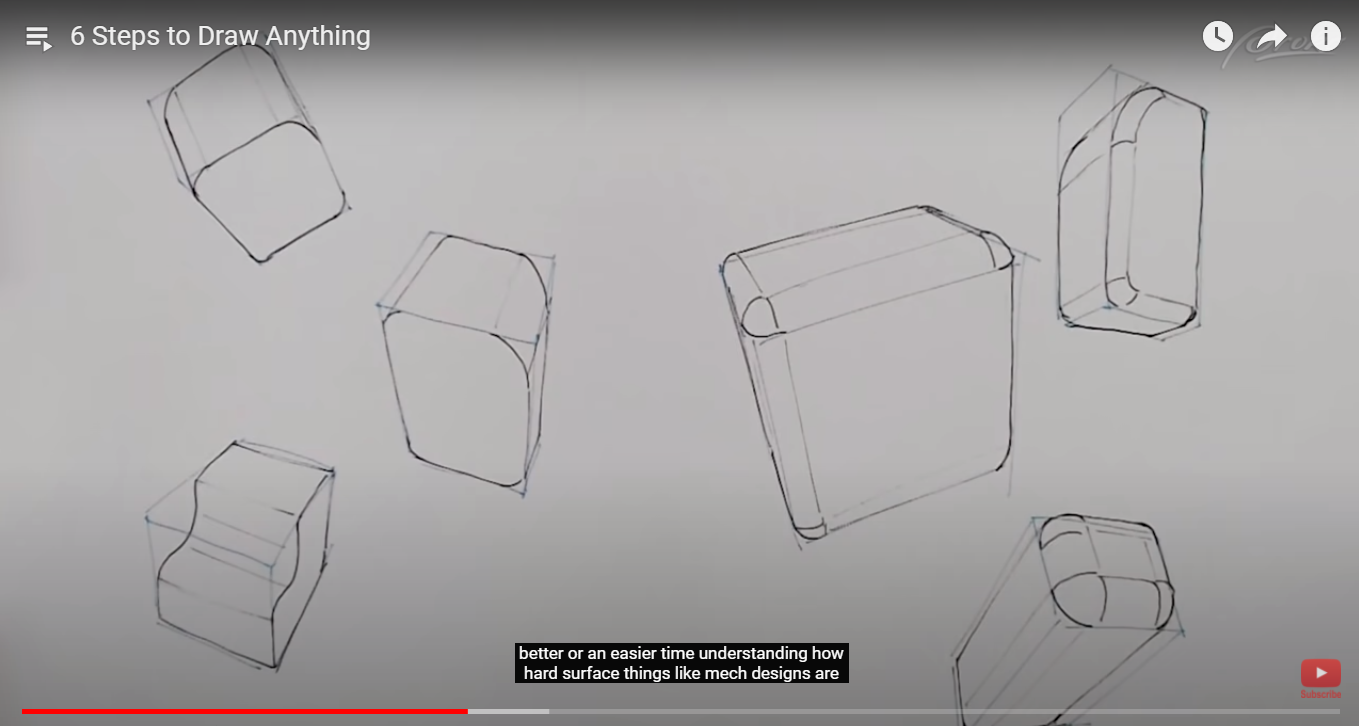 6 Steps to Draw Anything
better or an easier time understanding how
hard surface things like mech designs are
Subscribe